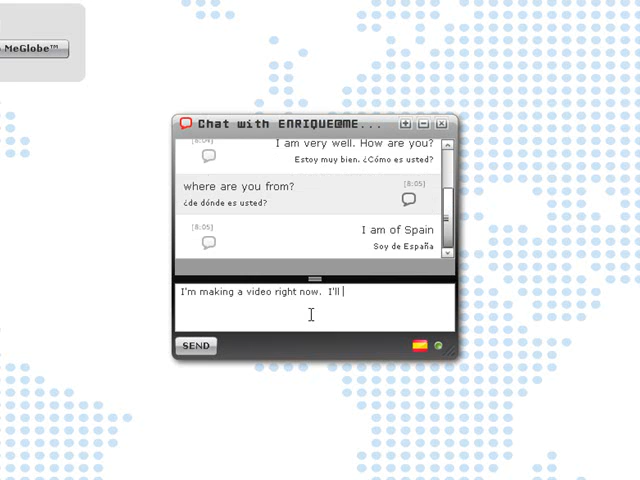 MeGlobe™
Chat with ENRIQUE@ME...
[8:04]
I am very well. How are you?
Estoy muy bien. ¿Cómo es usted?
where are you from?
[8:05]
¿de dónde es usted?
[8:05]
I am of Spain
Soy de España
I'm making a video right now.  I'll
SEND